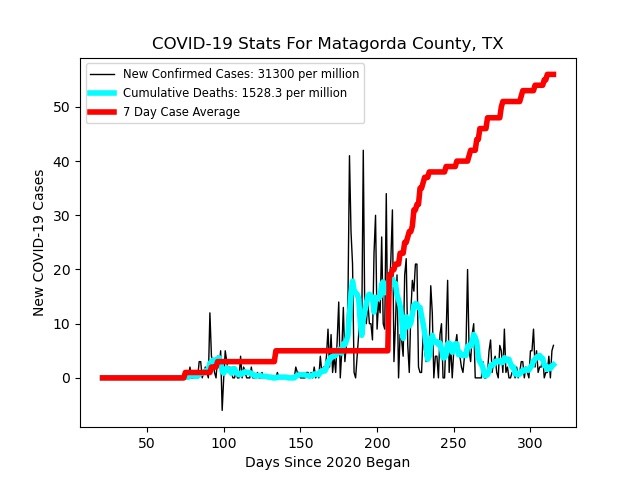 COVID-19 Stats For Matagorda County, TX
New Confirmed Cases: 31300 per million
Cumulative Deaths: 1528.3 per million
7 Day Case Average
New COVID-19 Cases
50
40
30
20
10
0
50 100 150 200 250 300
Days Since 2020 Began